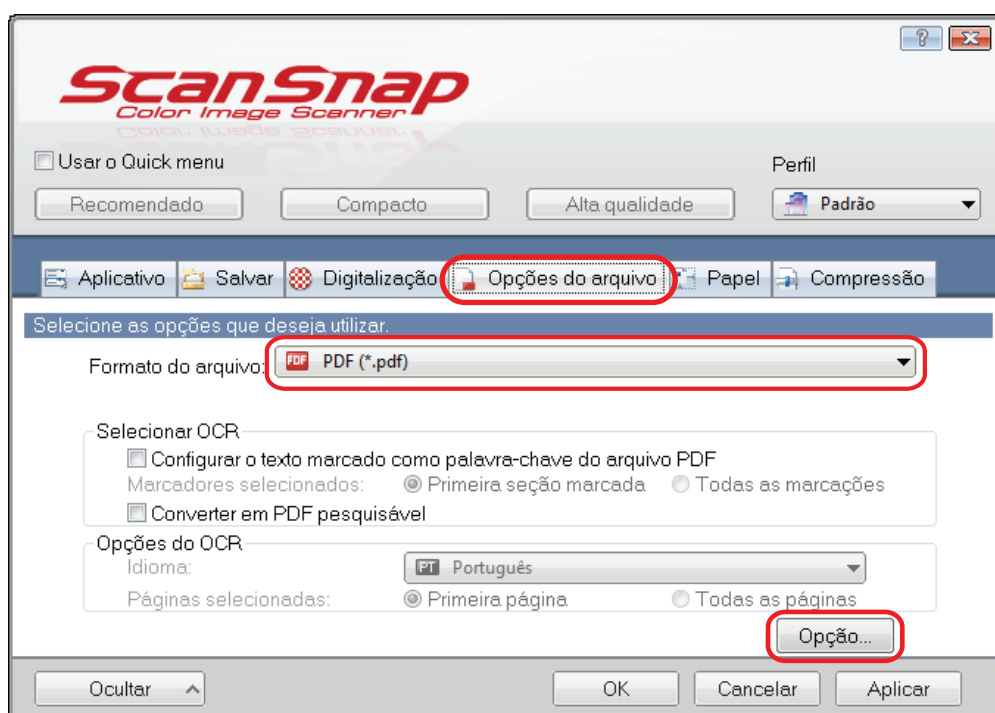 ScanSnap
Color Image Scanner
Usar o Quick menu
Perfil
Recomendado Compacto Alta qualidade Padrão
Aplicativo Salvar Digitalização Opções do arquivo Papel Compressão
Selecione as opções que deseja utilizar.
Formato do arquivo: PDF PDF (*.pdf)
Selecionar OCR
Configurar o texto marcado como palavra-chave do arquivo PDF
Marcadores selecionados: Primeira seção marcada Todas as marcações
Converter em PDF pesquisável
Opções do OCR
Idioma: PT Português
Páginas selecionadas: Primeira página Todas as páginas
Opção...
Ocultar OK Cancelar Aplicar